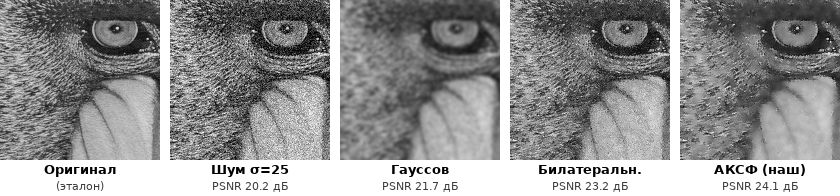 Оригинал
(эталон)
Шум σ=25
PSNR 20.2 дБ
Гауссов
PSNR 21.7 дБ
Билатеральн.
PSNR 23.2 дБ
АКСФ (наш)
PSNR 24.1 дБ